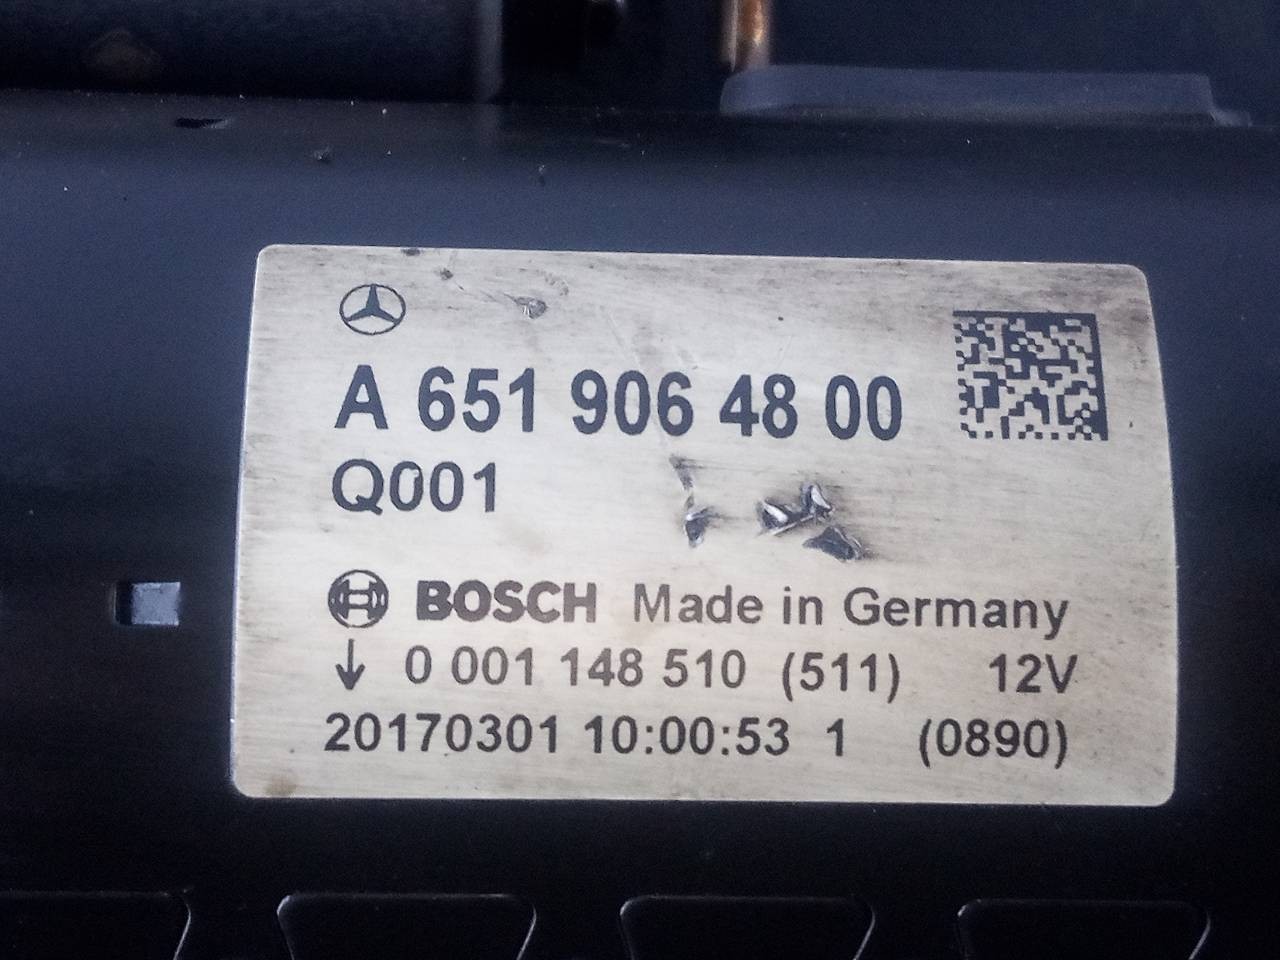 A 651 906 48 00
Q001
BOSCH Made in Germany
↓ 0 001 148 510 (511) 12V
20170301 10:00:53 1 (0890)